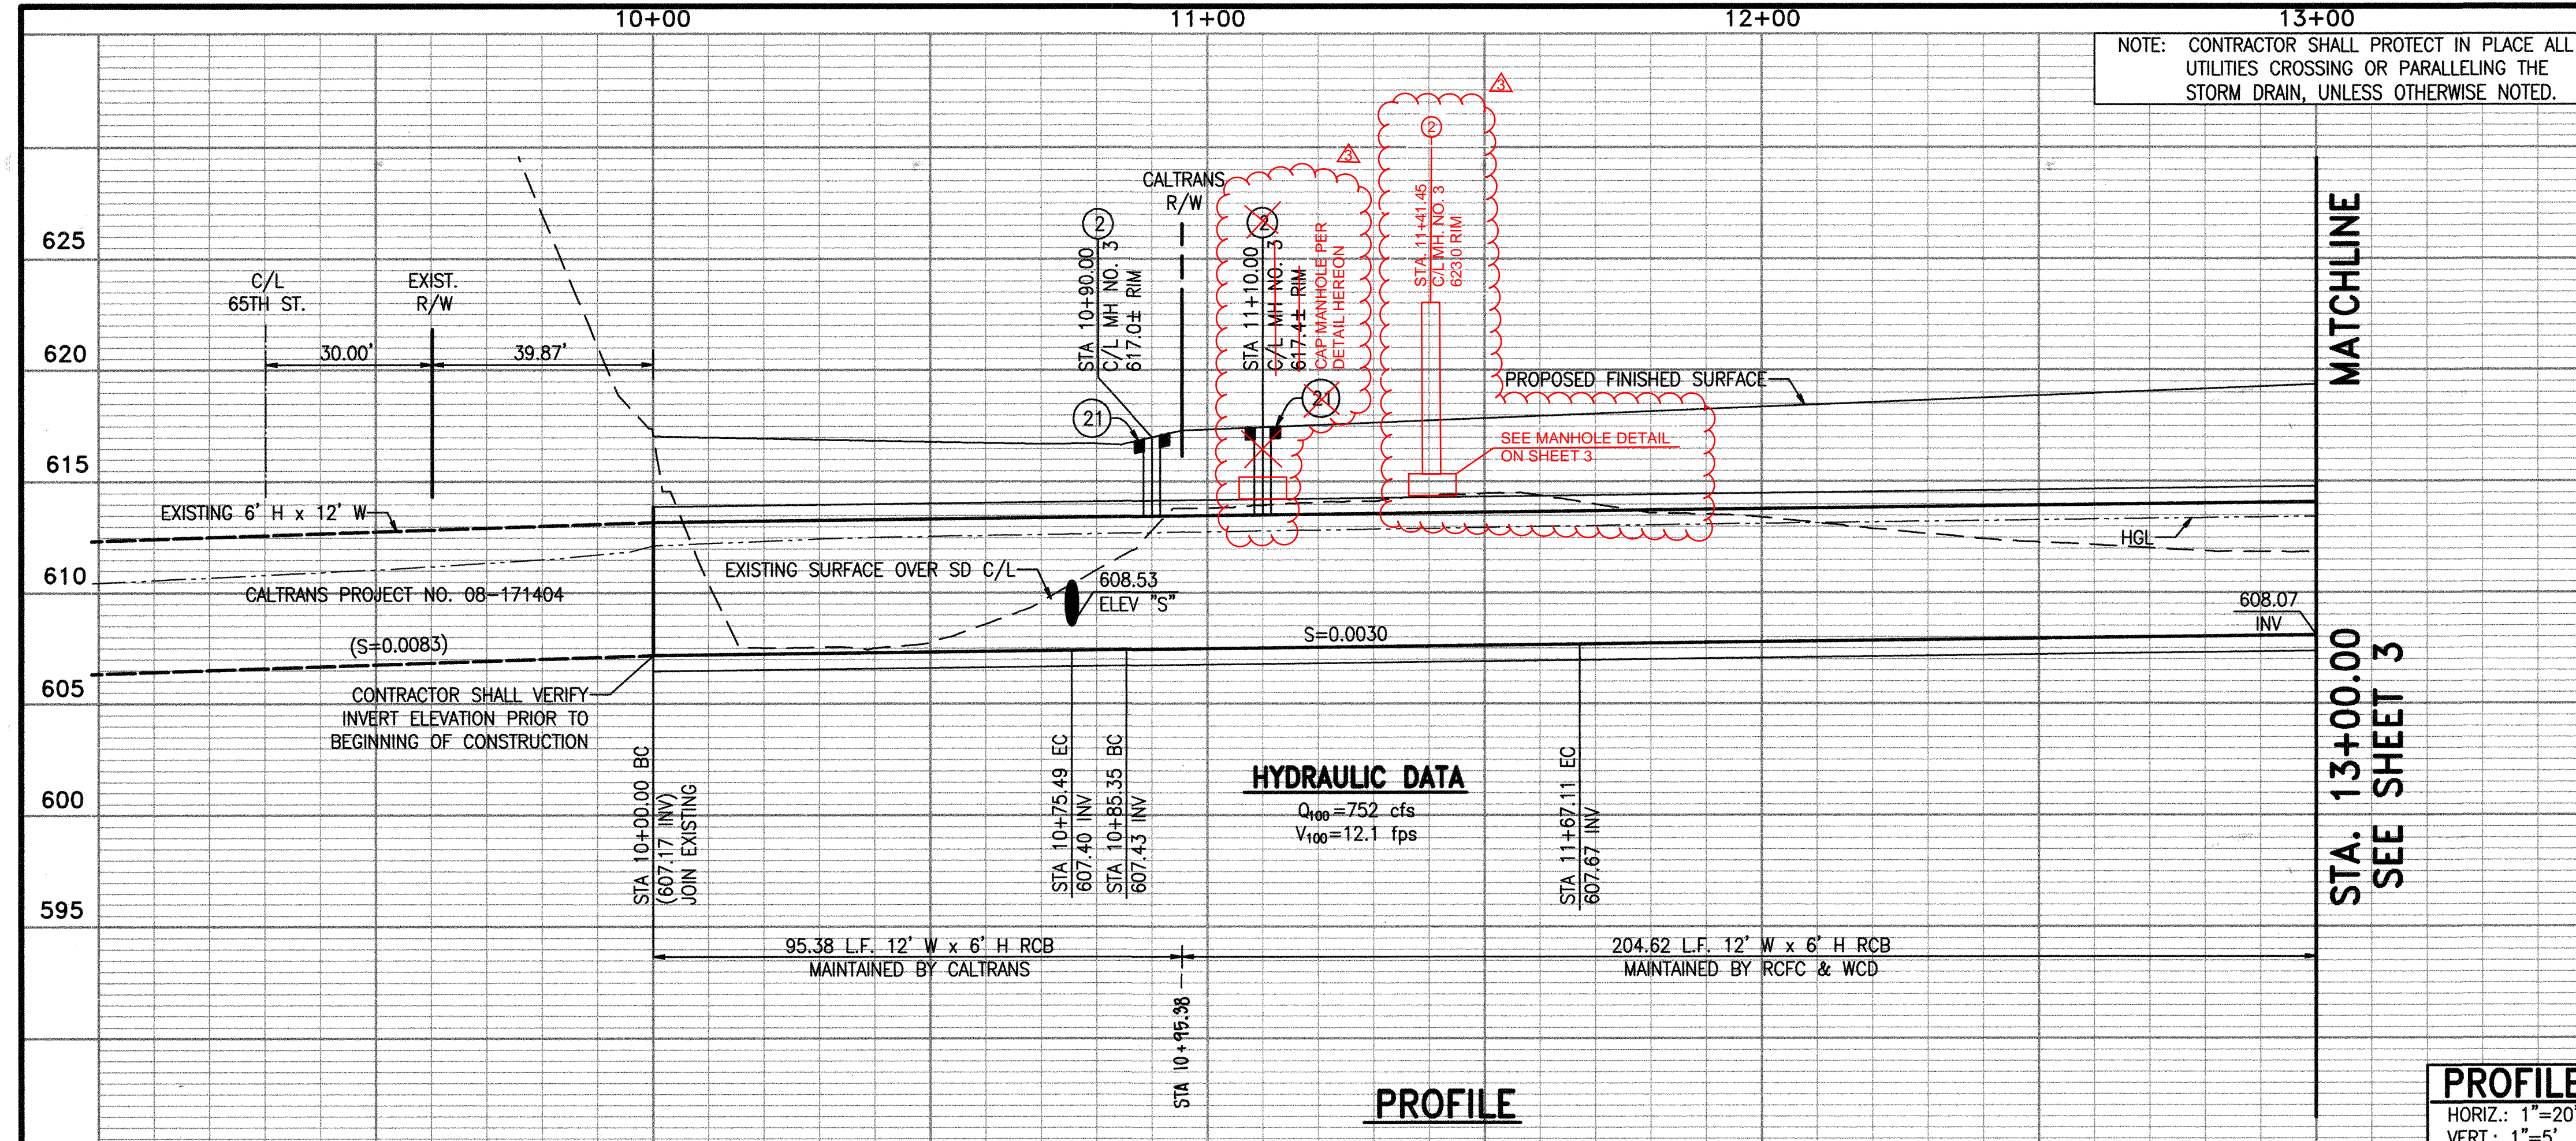 10+00
11+00
12+00
13+00
NOTE: CONTRACTOR SHALL PROTECT IN PLACE ALL
UTILITIES CROSSING OR PARALLELING THE
STORM DRAIN, UNLESS OTHERWISE NOTED.
625
620
615
610
605
600
595
C/L
65TH ST.
EXIST.
R/W
30.00'
39.87'
EXISTING 6' H x 12' W
CALTRANS PROJECT NO. 08-171404
(S=0.0083)
CONTRACTOR SHALL VERIFY
INVERT ELEVATION PRIOR TO
BEGINNING OF CONSTRUCTION
STA 10+00.00 BC
(607.17 INV)
JOIN EXISTING
2
STA 10+90.00
C/L MH NO. 3
617.0± RIM
21
CALTRANS
R/W
3
2
STA 11+10.00
C/L MH NO. 3
617.4± RIM
CAP MANHOLE PER
DETAIL HEREON
21
3
2
STA. 11+41.45
C/L MH. NO. 3
623.0 RIM
SEE MANHOLE DETAIL
ON SHEET 3
PROPOSED FINISHED SURFACE
EXISTING SURFACE OVER SD C/L
608.53
ELEV "S"
HGL
S=0.0030
608.07
INV
STA 10+75.49 EC
607.40 INV
STA 10+85.35 BC
607.43 INV
HYDRAULIC DATA
Q100=752 cfs
V100=12.1 fps
STA 11+67.11 EC
607.67 INV
95.38 L.F. 12' W x 6' H RCB
MAINTAINED BY CALTRANS
204.62 L.F. 12' W x 6' H RCB
MAINTAINED BY RCFC & WCD
STA 10+95.38
MATCHLINE
STA. 13+00.00
SEE SHEET 3
PROFILE
PROFILE
HORIZ.: 1"=20'
VERT.: 1"=5'